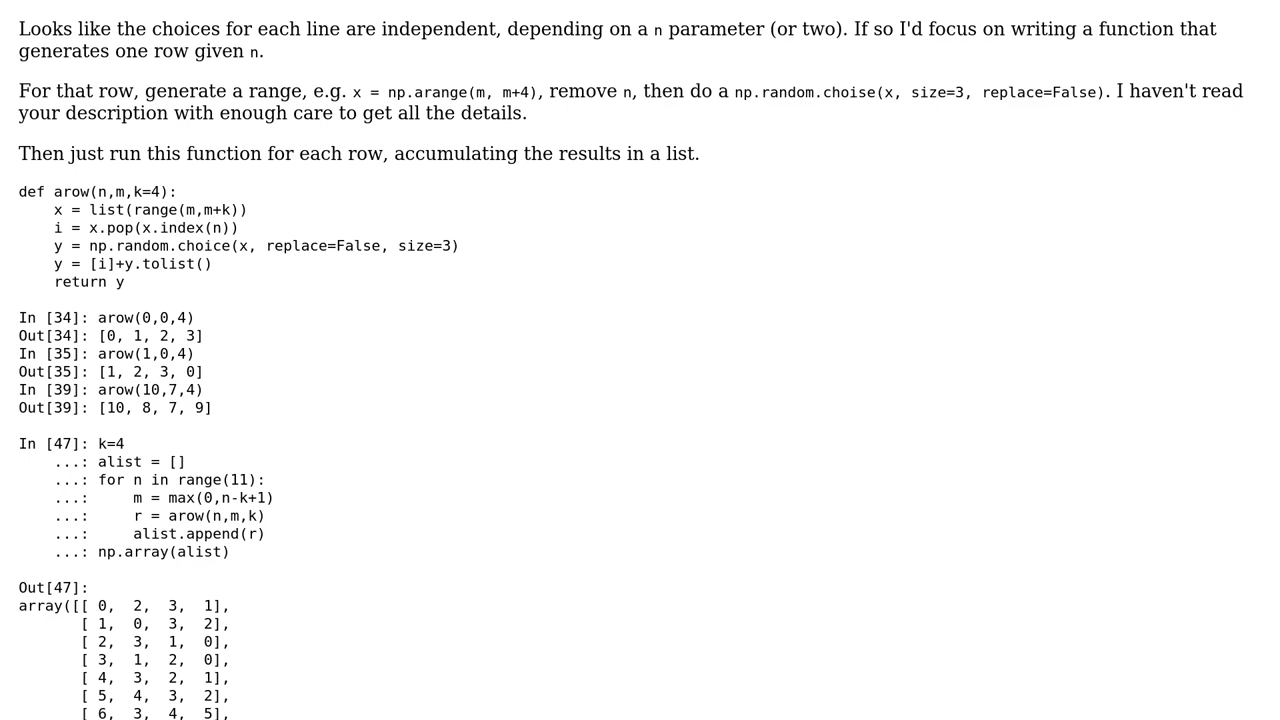 Looks like the choices for each line are independent, depending on a n parameter (or two). If so I'd focus on writing a function that
generates one row given n.
For that row, generate a range, e.g. x = np.arange(m, m+4), remove n, then do a np.random.choise(x, size=3, replace=False). I haven't read
your description with enough care to get all the details.
Then just run this function for each row, accumulating the results in a list.
def arow(n,m,k=4):
    x = list(range(m,m+k))
    i = x.pop(x.index(n))
    y = np.random.choice(x, replace=False, size=3)
    y = [i]+y.tolist()
    return y
In [34]: arow(0,0,4)
Out[34]: [0, 1, 2, 3]
In [35]: arow(1,0,4)
Out[35]: [1, 2, 3, 0]
In [39]: arow(10,7,4)
Out[39]: [10, 8, 7, 9]
In [47]: k=4
    ...: alist = []
    ...: for n in range(11):
    ...:     m = max(0,n-k+1)
    ...:     r = arow(n,m,k)
    ...:     alist.append(r)
    ...: np.array(alist)
Out[47]:
array([[ 0,  2,  3,  1],
       [ 1,  0,  3,  2],
       [ 2,  3,  1,  0],
       [ 3,  1,  2,  0],
       [ 4,  3,  2,  1],
       [ 5,  4,  3,  2],
       [ 6,  3,  4,  5],